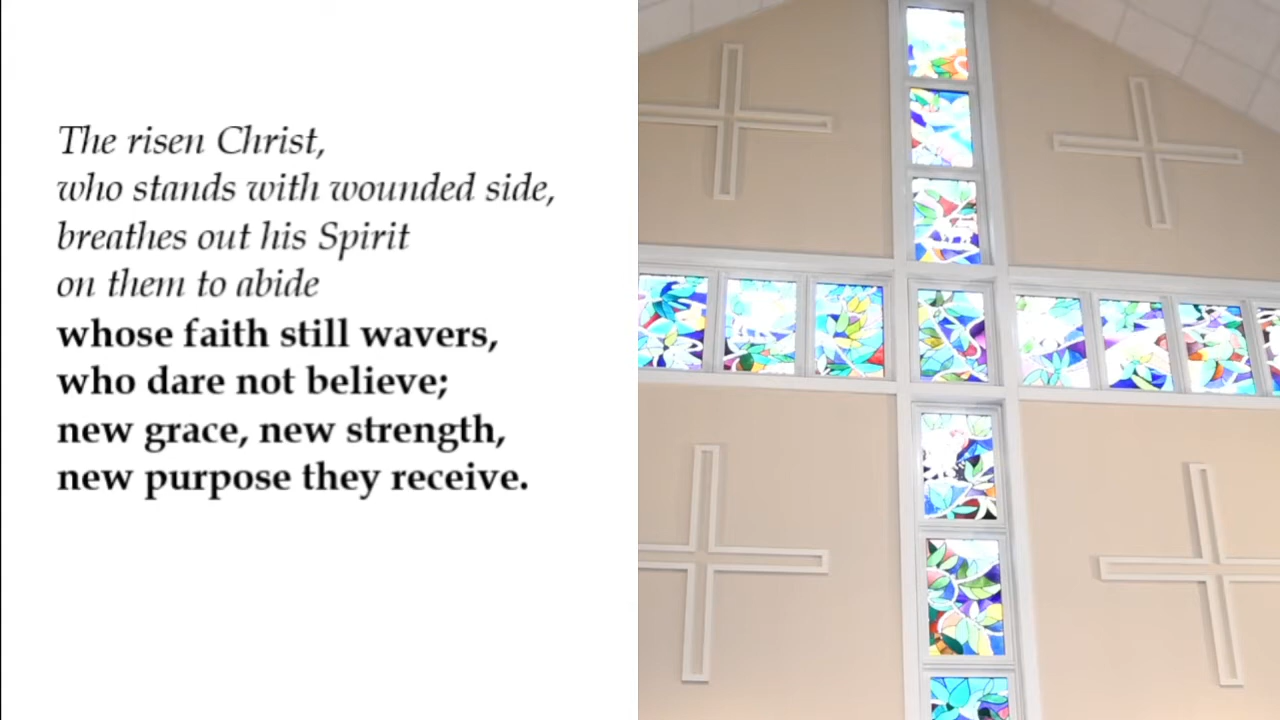 The risen Christ,
who stands with wounded side,
breathes out his Spirit
on them to abide
whose faith still wavers,
who dare not believe;
new grace, new strength,
new purpose they receive.